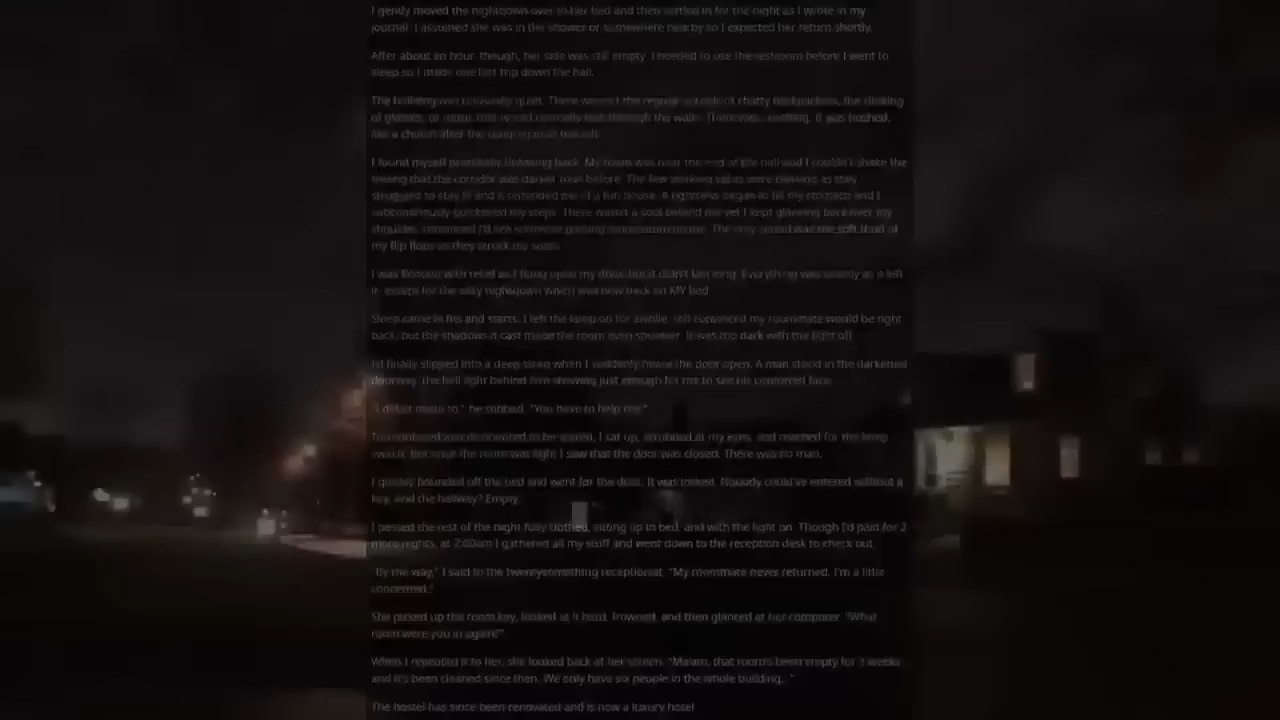 I gently moved the nightgown over to her bed and then settled in for the night as I wrote in my
journal. I assumed she was in the shower or somewhere nearby so I expected her return shortly.
After about an hour, though, her side was still empty. I needed to use the restroom before I went to
sleep so I made one last trip down the hall.
The building was unusually quiet. There weren't the regular sounds of chatty backpackers, the clinking
of glasses, or music that would normally through the walls. There was nothing. It was hushed,
like a church after the
I found myself practically back. My room was near the end of the hall and I couldn't shake the
feeling that the corridor was darker than before. The few working lights were as they
struggled to stay lit and it reminded me of a fun house. A tightness began to fill my stomach and I
subconsciously quickened my steps. There wasn't a soul behind me yet I kept glancing back over my
shoulder, convinced I'd see someone The only sound was the soft thud of
my flip flops as they struck my soles.
I was flooded with relief as I flung open my door but it didn't last long. Everything was exactly as I left
it, except for the silky nightgown which was now back on MY bed.
Sleep came in fits and starts. I left the lamp on for awhile, still convinced my roommate would be right
back, but the shadows it cast made the room even spookier. It was too dark with the light off.
I'd finally slipped into a deep sleep when I suddenly heard the door open. A man stood in the darkened
doorway, the hall light behind him showing just enough for me to see his contorted face.
"I didn't mean to," he sobbed. "You have to help me."
Too confused and disoriented to be scared, I sat up, scrubbed at my eyes, and reached for the lamp
switch. But once the room was light I saw that the door was closed. There was no man.
I quickly bounded off the bed and went for the door. It was locked. Nobody could've entered without a
key, and the hallway? Empty.
I passed the rest of the night fully clothed, sitting up in bed, and with the light on. Though I'd paid for 2
more nights, at 7:00am I gathered all my stuff and went down to the reception desk to check out.
"By the way," I said to the twentysomething receptionist, "My roommate never returned. I'm a little
concerned."
She picked up the room key, looked at it hard, frowned, and then glanced at her computer. "What
room were you in again?"
When I repeated it to her, she looked back at her screen. "Ma'am, that room's been empty for 3 weeks
and it's been cleaned since then. We only have six people in the whole building..."
The hostel has since been renovated and is now a luxury hotel